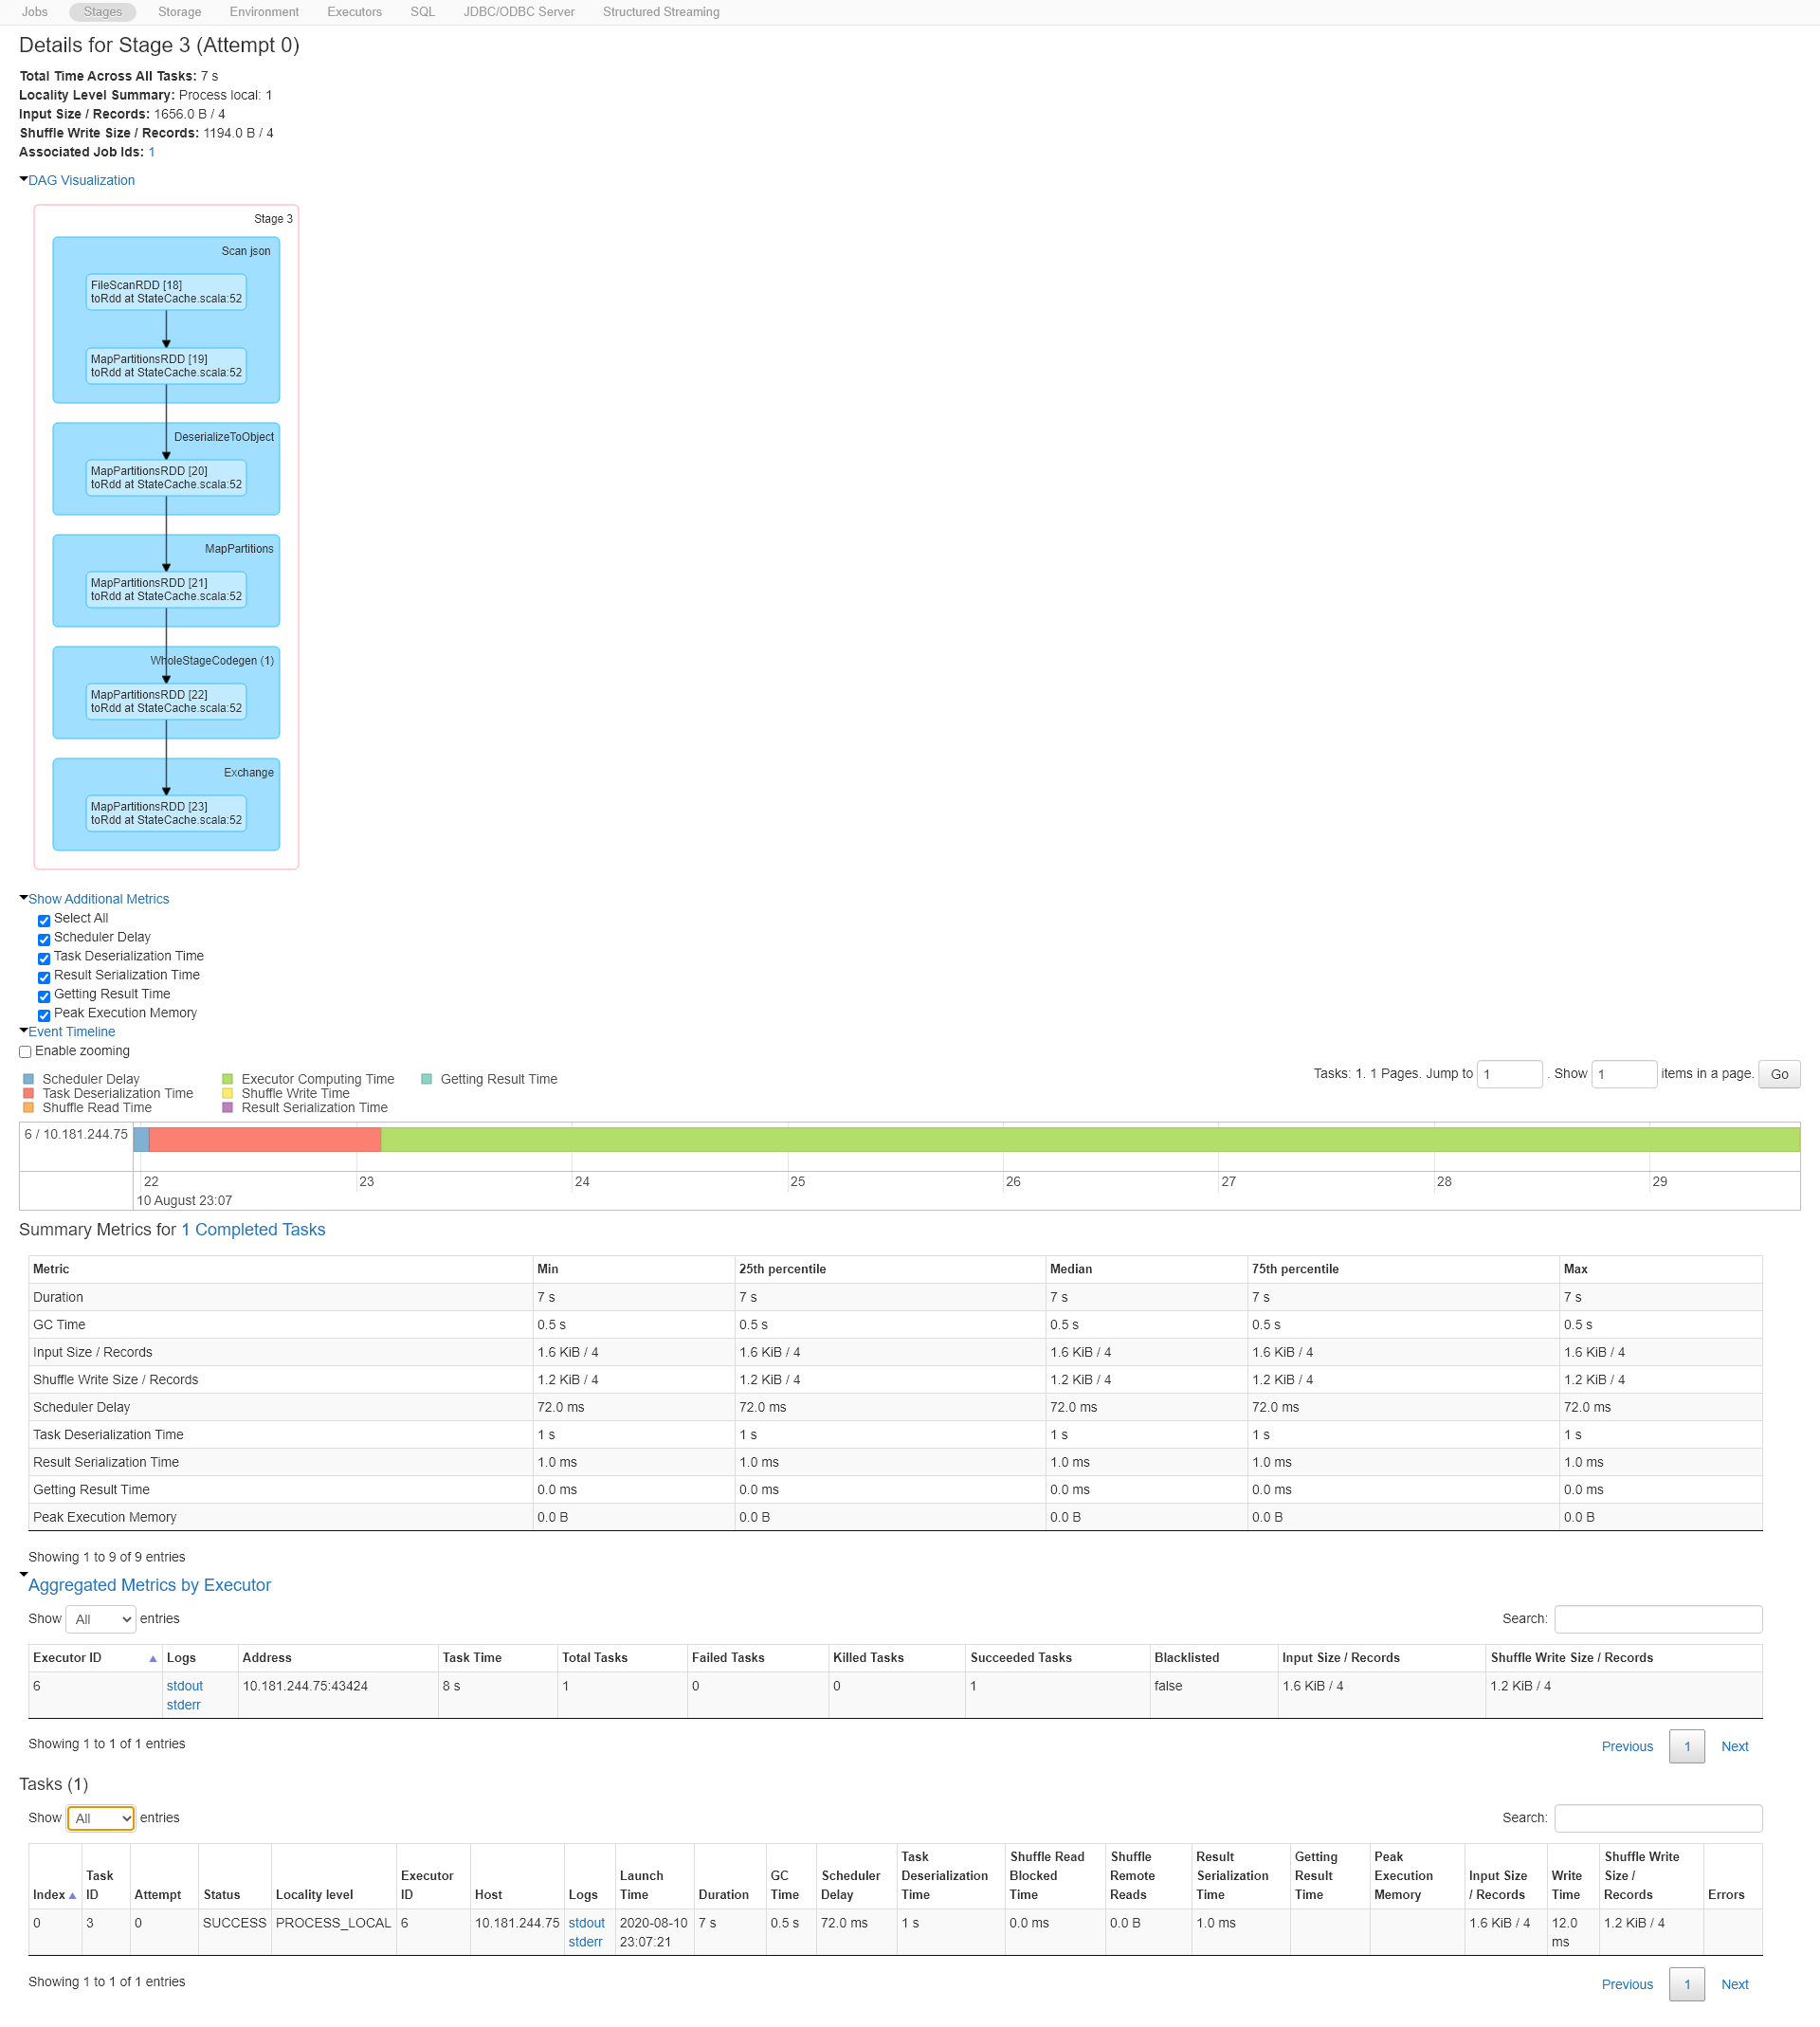 Jobs Stages Storage Environment Executors SQL JDBC/ODBC Server Structured Streaming
Details for Stage 3 (Attempt 0)
Total Time Across All Tasks: 7 s
Locality Level Summary: Process local: 1
Input Size / Records: 1656.0 B / 4
Shuffle Write Size / Records: 1194.0 B / 4
Associated Job Ids: 1
DAG Visualization
Stage 3
Scan json
FileScanRDD [18]
toRdd at StateCache.scala:52
MapPartitionsRDD [19]
toRdd at StateCache.scala:52
DeserializeToObject
MapPartitionsRDD [20]
toRdd at StateCache.scala:52
MapPartitions
MapPartitionsRDD [21]
toRdd at StateCache.scala:52
WholeStageCodegen (1)
MapPartitionsRDD [22]
toRdd at StateCache.scala:52
Exchange
MapPartitionsRDD [23]
toRdd at StateCache.scala:52
Show Additional Metrics
Select All
Scheduler Delay
Task Deserialization Time
Result Serialization Time
Getting Result Time
Peak Execution Memory
Event Timeline
Enable zooming
Tasks: 1. 1 Pages. Jump to 1 . Show 1 items in a page. Go
Scheduler Delay Executor Computing Time Getting Result Time
Task Deserialization Time Shuffle Write Time
Shuffle Read Time Result Serialization Time
6 / 10.181.244.75
22 23 24 25 26 27 28 29
10 August 23:07
Summary Metrics for 1 Completed Tasks
Metric Min 25th percentile Median 75th percentile Max
Duration 7 s 7 s 7 s 7 s 7 s
GC Time 0.5 s 0.5 s 0.5 s 0.5 s 0.5 s
Input Size / Records 1.6 KiB / 4 1.6 KiB / 4 1.6 KiB / 4 1.6 KiB / 4 1.6 KiB / 4
Shuffle Write Size / Records 1.2 KiB / 4 1.2 KiB / 4 1.2 KiB / 4 1.2 KiB / 4 1.2 KiB / 4
Scheduler Delay 72.0 ms 72.0 ms 72.0 ms 72.0 ms 72.0 ms
Task Deserialization Time 1 s 1 s 1 s 1 s 1 s
Result Serialization Time 1.0 ms 1.0 ms 1.0 ms 1.0 ms 1.0 ms
Getting Result Time 0.0 ms 0.0 ms 0.0 ms 0.0 ms 0.0 ms
Peak Execution Memory 0.0 B 0.0 B 0.0 B 0.0 B 0.0 B
Showing 1 to 9 of 9 entries
Aggregated Metrics by Executor
Show All entries Search:
Executor ID Logs Address Task Time Total Tasks Failed Tasks Killed Tasks Succeeded Tasks Blacklisted Input Size / Records Shuffle Write Size / Records
6 stdout 10.181.244.75:43424 8 s 1 0 0 1 false 1.6 KiB / 4 1.2 KiB / 4
stderr
Showing 1 to 1 of 1 entries Previous 1 Next
Tasks (1)
Show All entries Search:
Task Shuffle Read Shuffle Result Getting Peak Shuffle Write
Task Executor Launch GC Scheduler Deserialization Blocked Remote Serialization Result Execution Input Size Write Size /
Index ID Attempt Status Locality level ID Host Logs Time Duration Time Delay Time Time Reads Time Time Memory / Records Time Records Errors
0 3 0 SUCCESS PROCESS_LOCAL 6 10.181.244.75 stdout 2020-08-10 7 s 0.5 s 72.0 ms 1 s 0.0 ms 0.0 B 1.0 ms 1.6 KiB / 4 12.0 1.2 KiB / 4
stderr 23:07:21 ms
Showing 1 to 1 of 1 entries Previous 1 Next